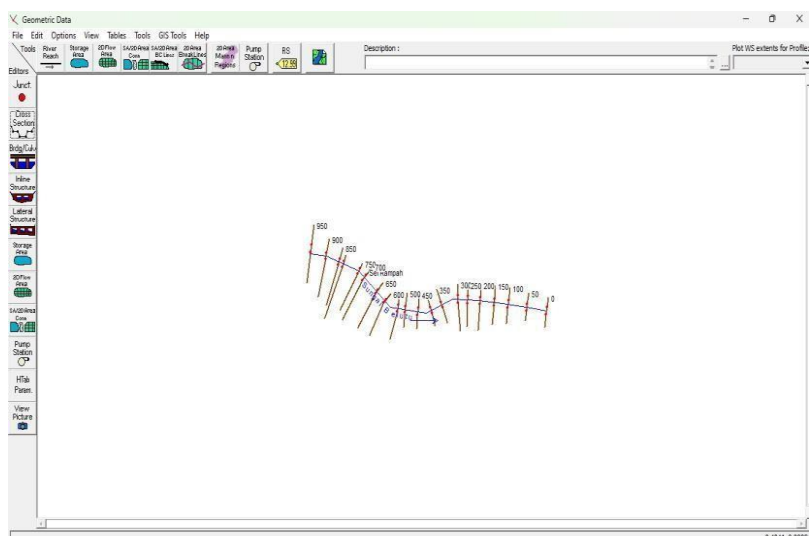 Geometric Data
File Edit Options View Tables Tools GIS Tools Help
Tools
Editors
River Reach
Storage Area
2D Flow Area
SA/2D Area Conn
SA/2D Area BC Lines
2D Area BreakLines
2D Area Mann n Regions
Pump Station
RS
12.99
Description :
...
Plot WS extents for Profile:
Junct.
Cross Section
Brdg/Culv
Inline Structure
Lateral Structure
Storage Area
2D Flow Area
SA/2D Area Conn
Pump Station
HTab Param.
View Picture
950
900
850
750
700
Sei Rampah
650
600
500
450
350
300
250
200
150
100
50
0